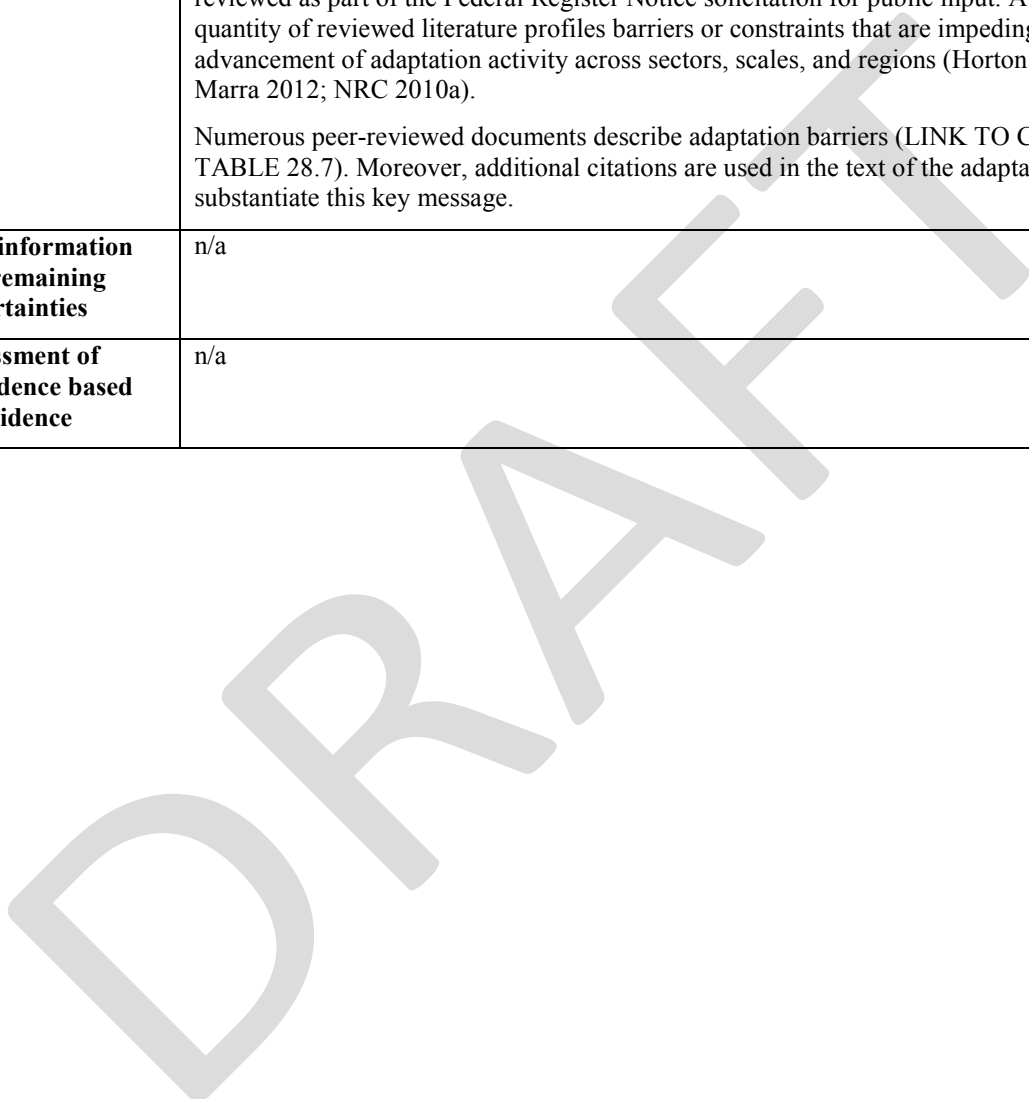 reviewed as part of the Federal Register Notice solicitation for public input. A
quantity of reviewed literature profiles barriers or constraints that are impeding
advancement of adaptation activity across sectors, scales, and regions (Horton
Marra 2012; NRC 2010a).
Numerous peer-reviewed documents describe adaptation barriers (LINK TO C
TABLE 28.7). Moreover, additional citations are used in the text of the adapta
substantiate this key message.
information
emaining
rtainties
n/a
ssment of
dence based
idence
n/a
DRAFT